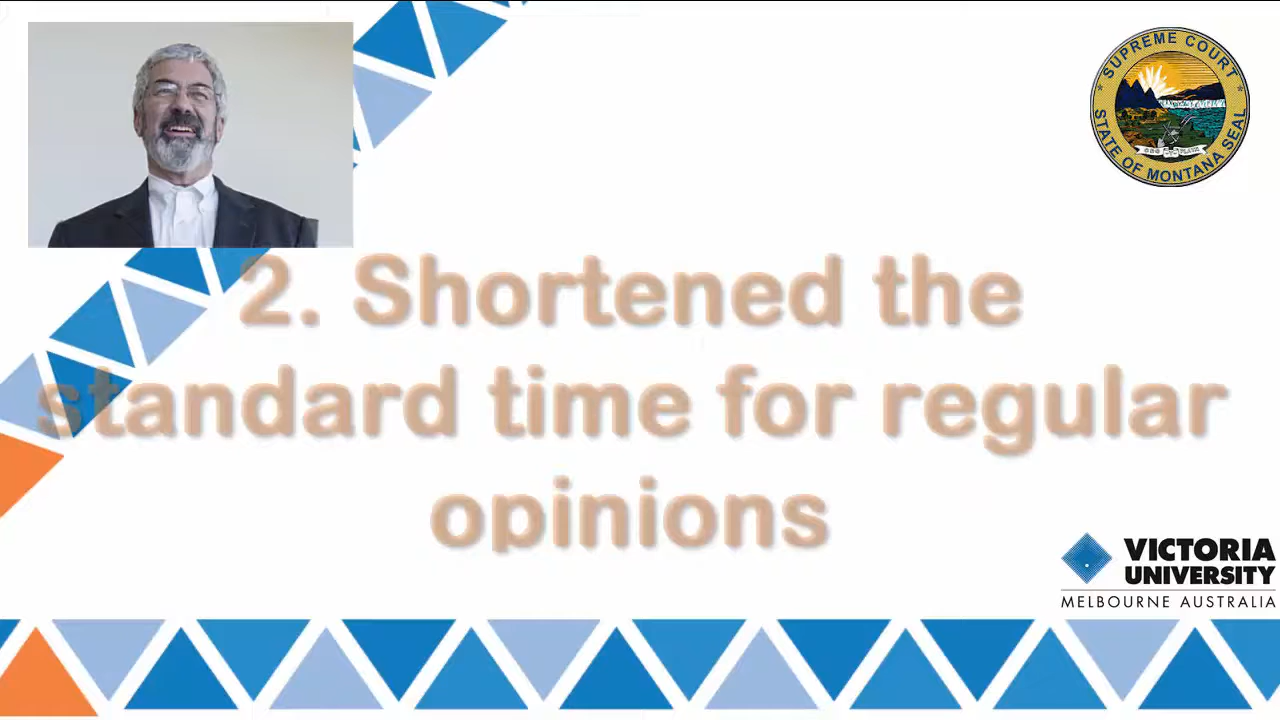 SUPREME COURT
STATE OF MONTANA SEAL
2. Shortened the
standard time for regular
opinions
VICTORIA
UNIVERSITY
MELBOURNE AUSTRALIA